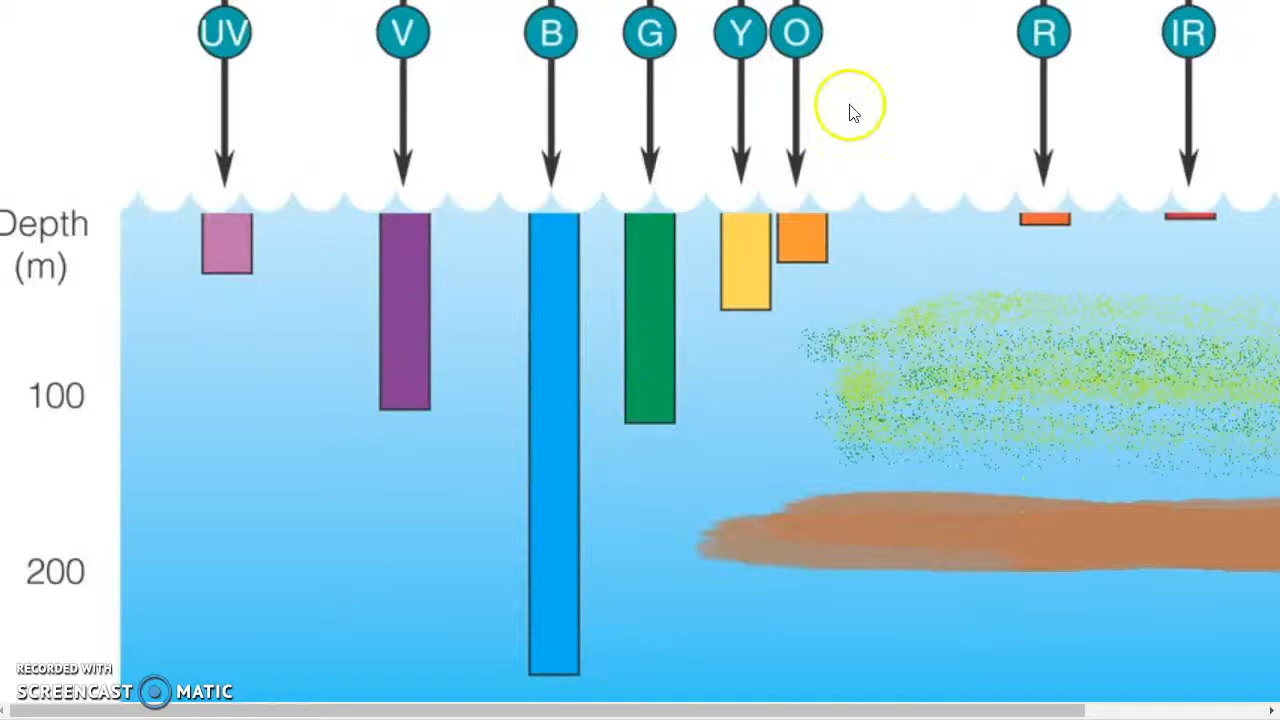 UV V B G Y O R IR
Depth
(m)
100
200
RECORDED WITH
SCREENCAST MATIC